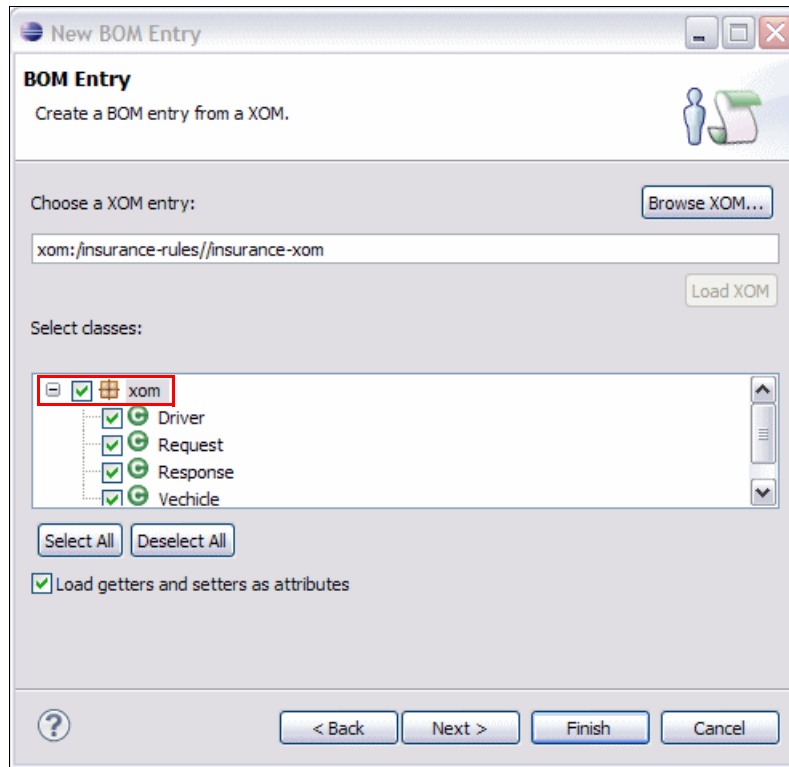 New BOM Entry
BOM Entry
Create a BOM entry from a XOM.
Choose a XOM entry:
Browse XOM...
xom:/insurance-rules//insurance-xom
Load XOM
Select classes:
xom
Driver
Request
Response
Vechicle
Select All Deselect All
Load getters and setters as attributes
< Back Next > Finish Cancel